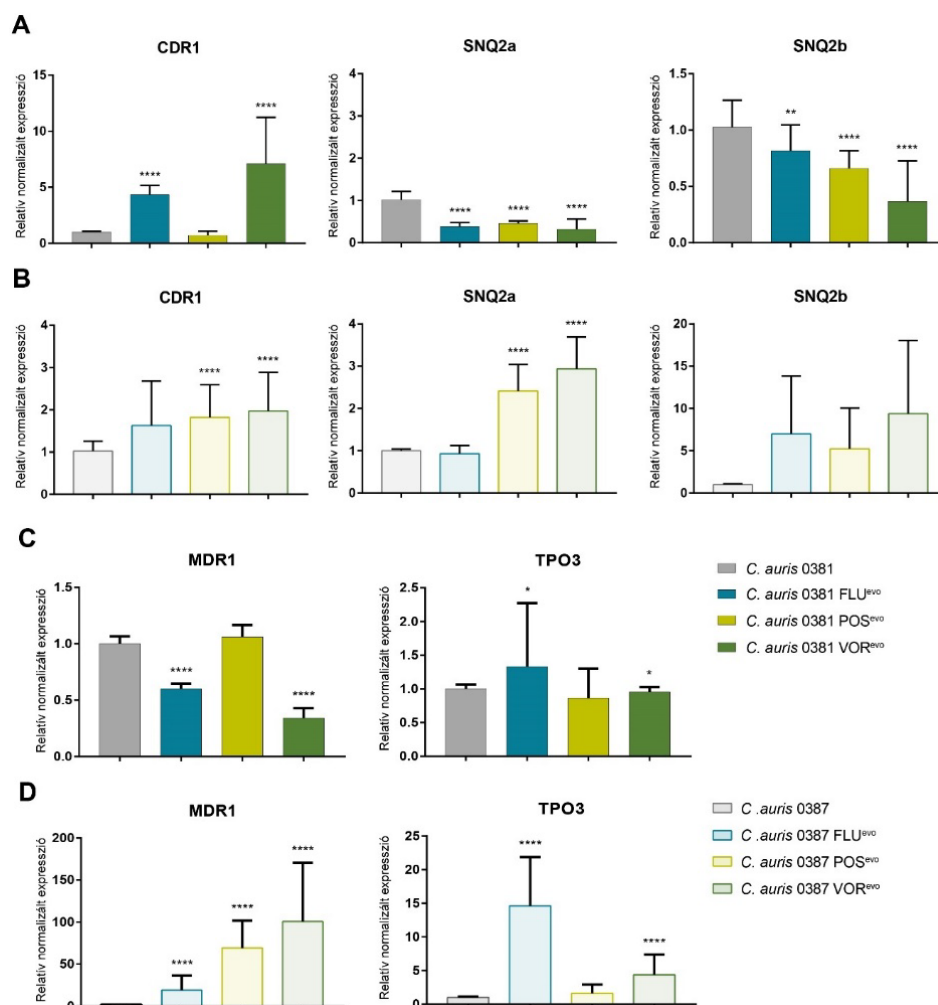 A
CDR1
SNQ2a
SNQ2b
Relatív normalizált expresszió
15
10
5
0
****
****
Relatív normalizált expresszió
4
3
2
1
0
****
****
****
Relatív normalizált expresszió
1.5
1.0
0.5
0.0
**
****
****
B
CDR1
SNQ2a
SNQ2b
Relatív normalizált expresszió
4
3
2
1
0
****
****
Relatív normalizált expresszió
4
3
2
1
0
****
****
Relatív normalizált expresszió
20
15
10
5
0
C
MDR1
TPO3
Relatív normalizált expresszió
1.5
1.0
0.5
0.0
****
****
Relatív normalizált expresszió
2.5
2.0
1.5
1.0
0.5
0.0
*
*
C. auris 0381
C. auris 0381 FLUᵉᵛᵒ
C. auris 0381 POSᵉᵛᵒ
C. auris 0381 VORᵉᵛᵒ
D
MDR1
TPO3
Relatív normalizált expresszió
200
150
100
50
0
****
****
****
Relatív normalizált expresszió
25
20
15
10
5
0
****
****
C .auris 0387
C .auris 0387 FLUᵉᵛᵒ
C .auris 0387 POSᵉᵛᵒ
C .auris 0387 VORᵉᵛᵒ